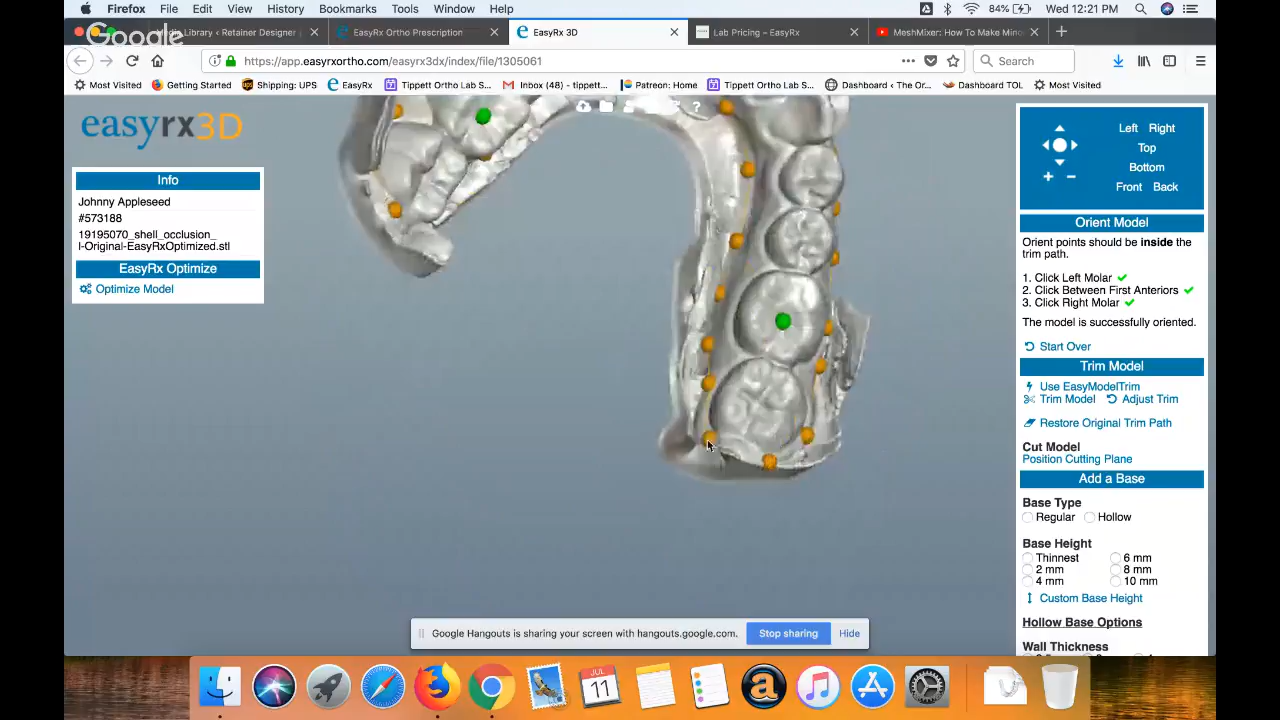 Firefox File Edit View History Bookmarks Tools Window Help 84% Wed 12:21 PM
Google
Library ‹ Retainer Designer
EasyRx Ortho Prescription
EasyRx 3D
Lab Pricing – EasyRx
MeshMixer: How To Make Mino
https://app.easyrxortho.com/easyrx3dx/index/file/1305061
Search
Most Visited Getting Started Shipping: UPS EasyRx Tippett Ortho Lab S... Inbox (48) - tippett... Patreon: Home Tippett Ortho Lab S... Dashboard ‹ The Or... Dashboard TOL Most Visited
easyrx3D
Info
Johnny Appleseed
#573188
19195070_shell_occlusion_
l-Original-EasyRxOptimized.stl
EasyRx Optimize
Optimize Model
?
Left Right
Top
Bottom
Front Back
+ −
Orient Model
Orient points should be inside the
trim path.
1. Click Left Molar
2. Click Between First Anteriors
3. Click Right Molar
The model is successfully oriented.
Start Over
Trim Model
Use EasyModelTrim
Trim Model Adjust Trim
Restore Original Trim Path
Cut Model
Position Cutting Plane
Add a Base
Base Type
Regular Hollow
Base Height
Thinnest 6 mm
2 mm 8 mm
4 mm 10 mm
Custom Base Height
Hollow Base Options
Wall Thickness
Google Hangouts is sharing your screen with hangouts.google.com. Stop sharing Hide
JUL
11